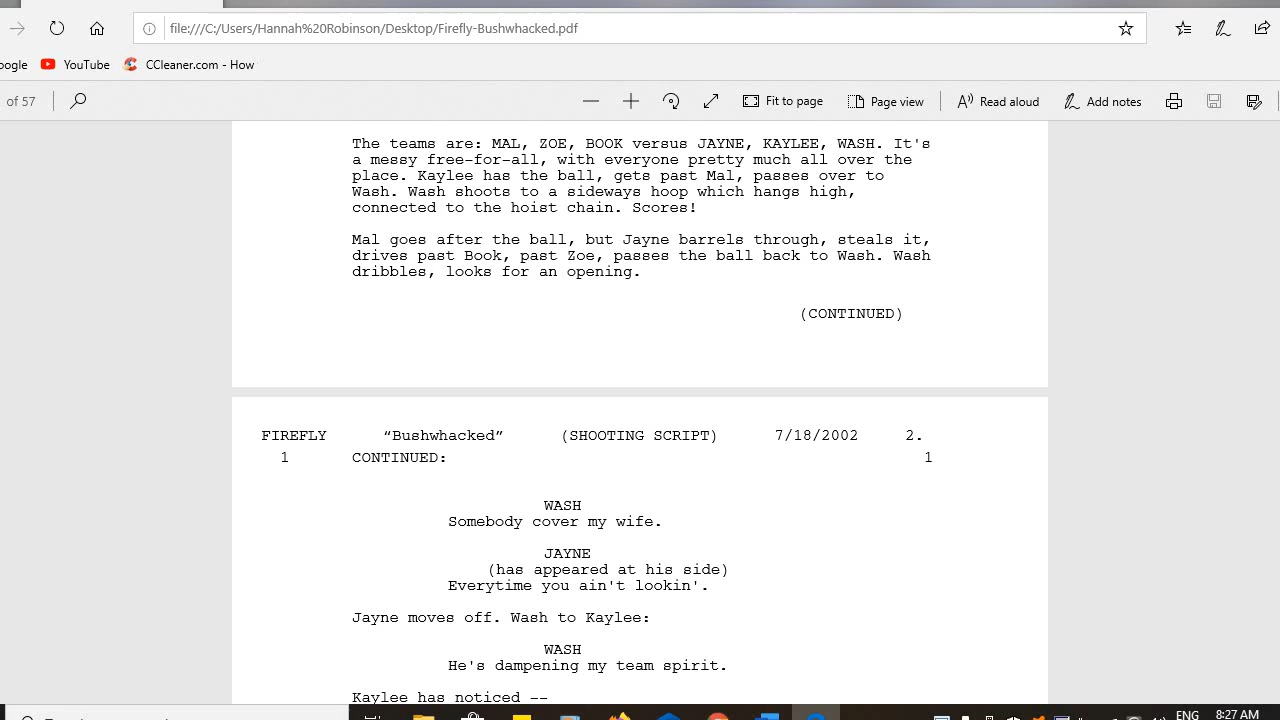 file:///C:/Users/Hannah%20Robinson/Desktop/Firefly-Bushwhacked.pdf
oogle YouTube CCleaner.com - How
of 57 Fit to page Page view Read aloud Add notes
The teams are: MAL, ZOE, BOOK versus JAYNE, KAYLEE, WASH. It's
a messy free-for-all, with everyone pretty much all over the
place. Kaylee has the ball, gets past Mal, passes over to
Wash. Wash shoots to a sideways hoop which hangs high,
connected to the hoist chain. Scores!
Mal goes after the ball, but Jayne barrels through, steals it,
drives past Book, past Zoe, passes the ball back to Wash. Wash
dribbles, looks for an opening.
(CONTINUED)
FIREFLY “Bushwhacked” (SHOOTING SCRIPT) 7/18/2002 2.
1 CONTINUED: 1
WASH
Somebody cover my wife.
JAYNE
(has appeared at his side)
Everytime you ain't lookin'.
Jayne moves off. Wash to Kaylee:
WASH
He's dampening my team spirit.
Kaylee has noticed --
ENG 8:27 AM